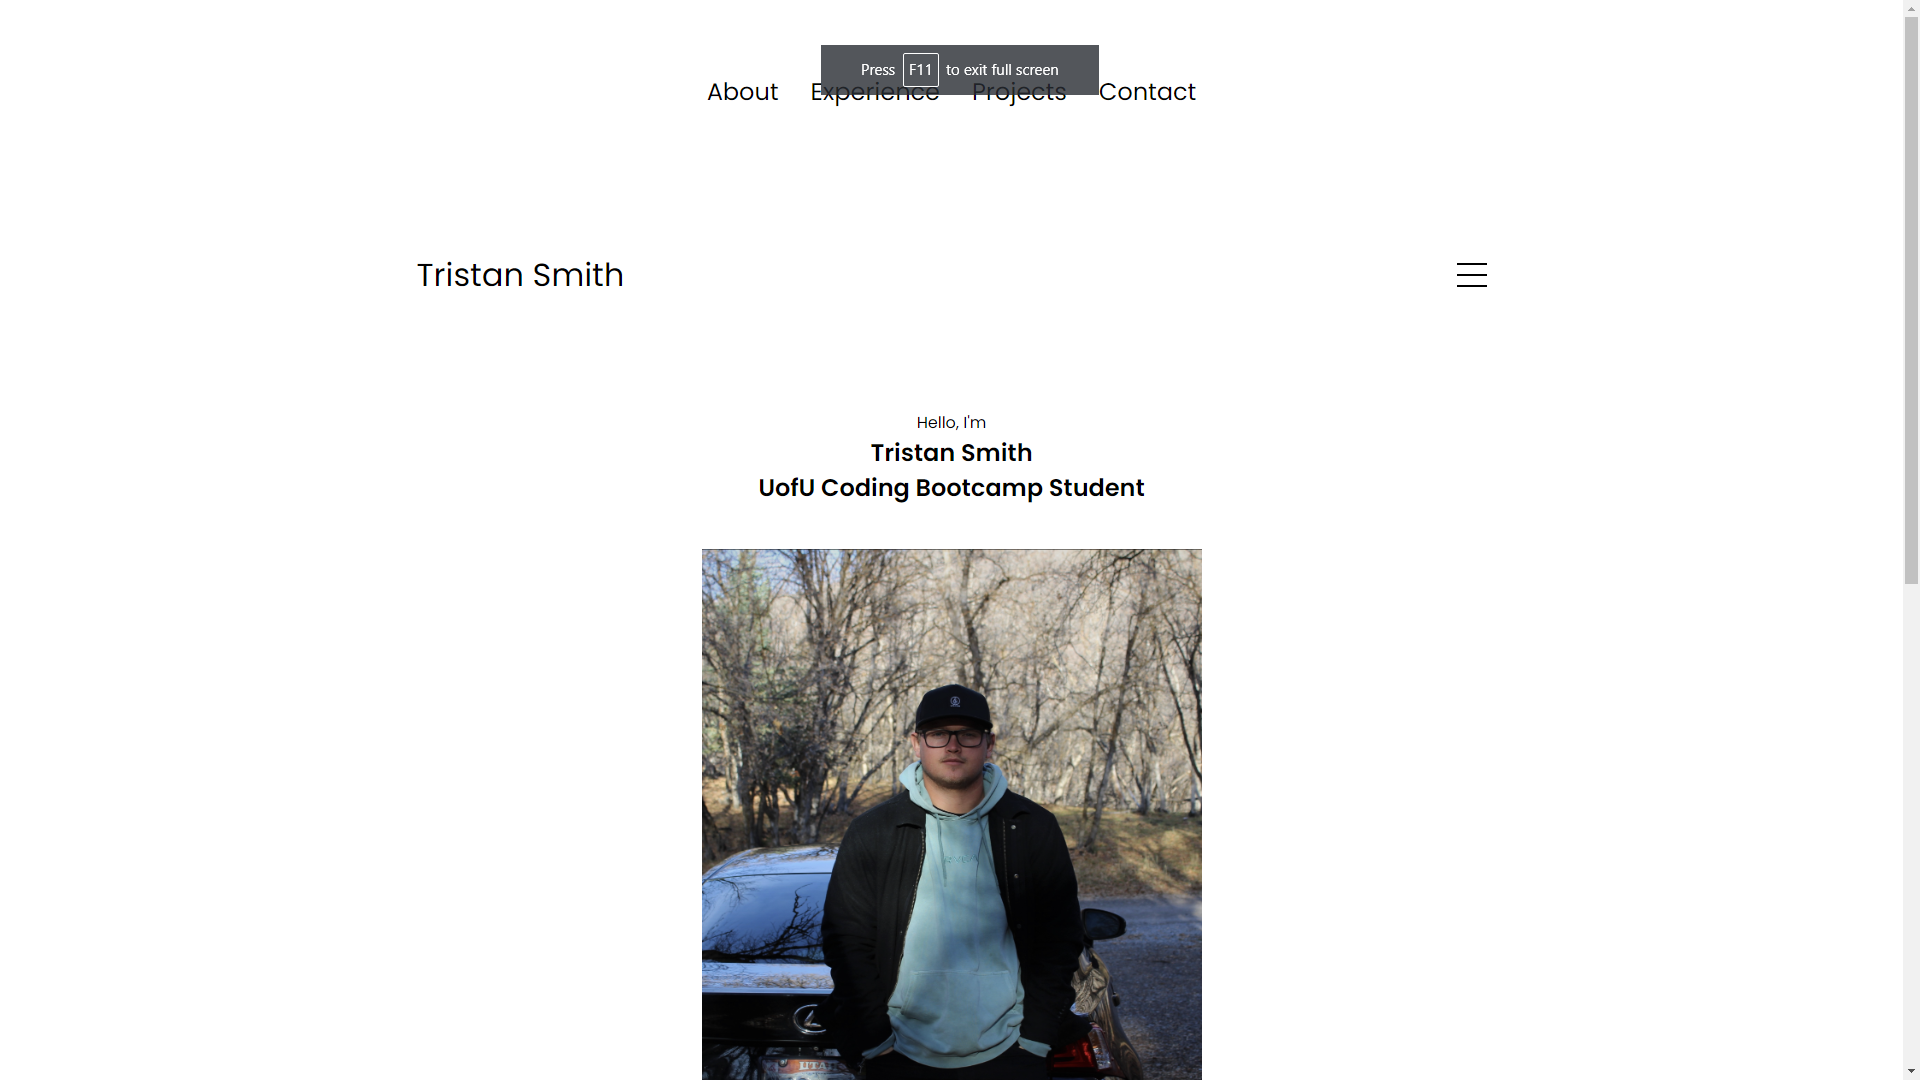 Press F11 to exit full screen
About Experience Projects Contact
Tristan Smith
Hello, I'm
Tristan Smith
UofU Coding Bootcamp Student